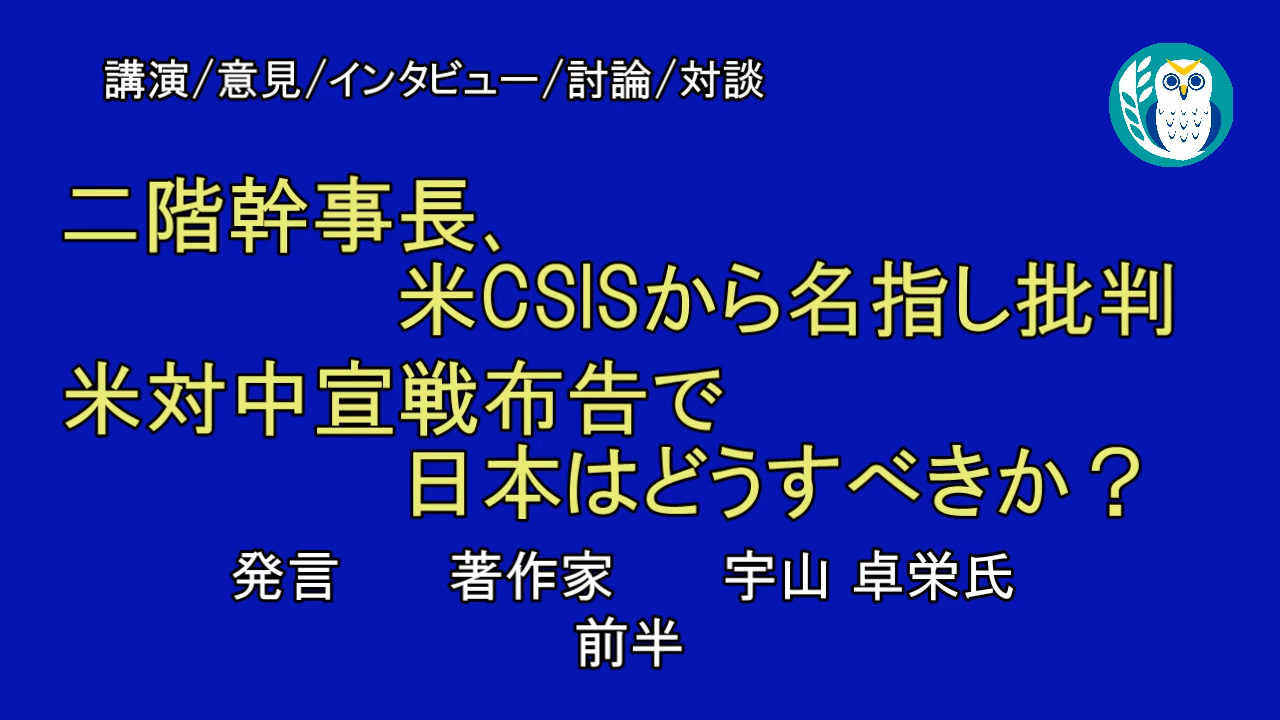 講演/意見/インタビュー/討論/対談
二階幹事長、
米CSISから名指し批判
米対中宣戦布告で
日本はどうすべきか？
発言　著作家　宇山 卓栄氏
前半